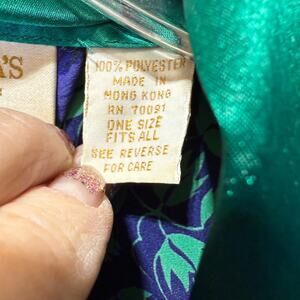 'S
100% POLYESTER
MADE IN
HONG KONG
RN 70091
ONE SIZE
FITS ALL
SEE REVERSE
FOR CARE